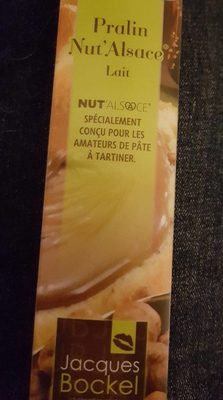 Pralin
Nut'Alsace®
Lait
NUT'ALSACE®
SPÉCIALEMENT
CONÇU POUR LES
AMATEURS DE PÂTE
À TARTINER.
Jacques
Bockel